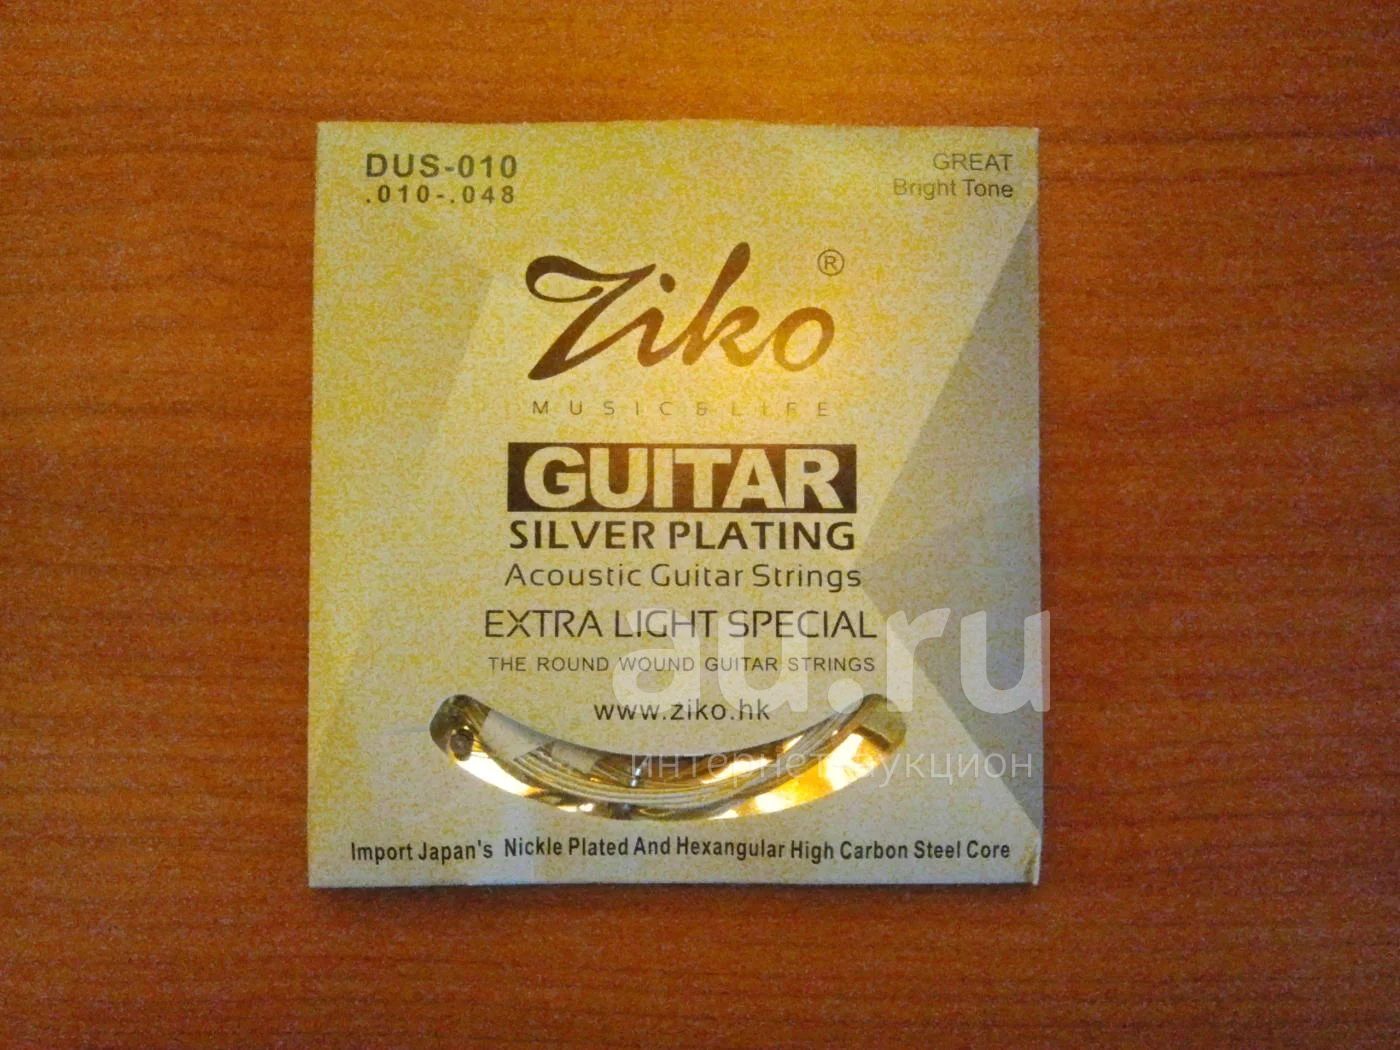 DUS-010
.010-.048
GREAT
Bright Tone
Ziko ®
MUSIC&LIFE
GUITAR
SILVER PLATING
Acoustic Guitar Strings
EXTRA LIGHT SPECIAL
THE ROUND WOUND GUITAR STRINGS
www.ziko.hk
au.ru
интернет-аукцион
Import Japan's Nickle Plated And Hexangular High Carbon Steel Core